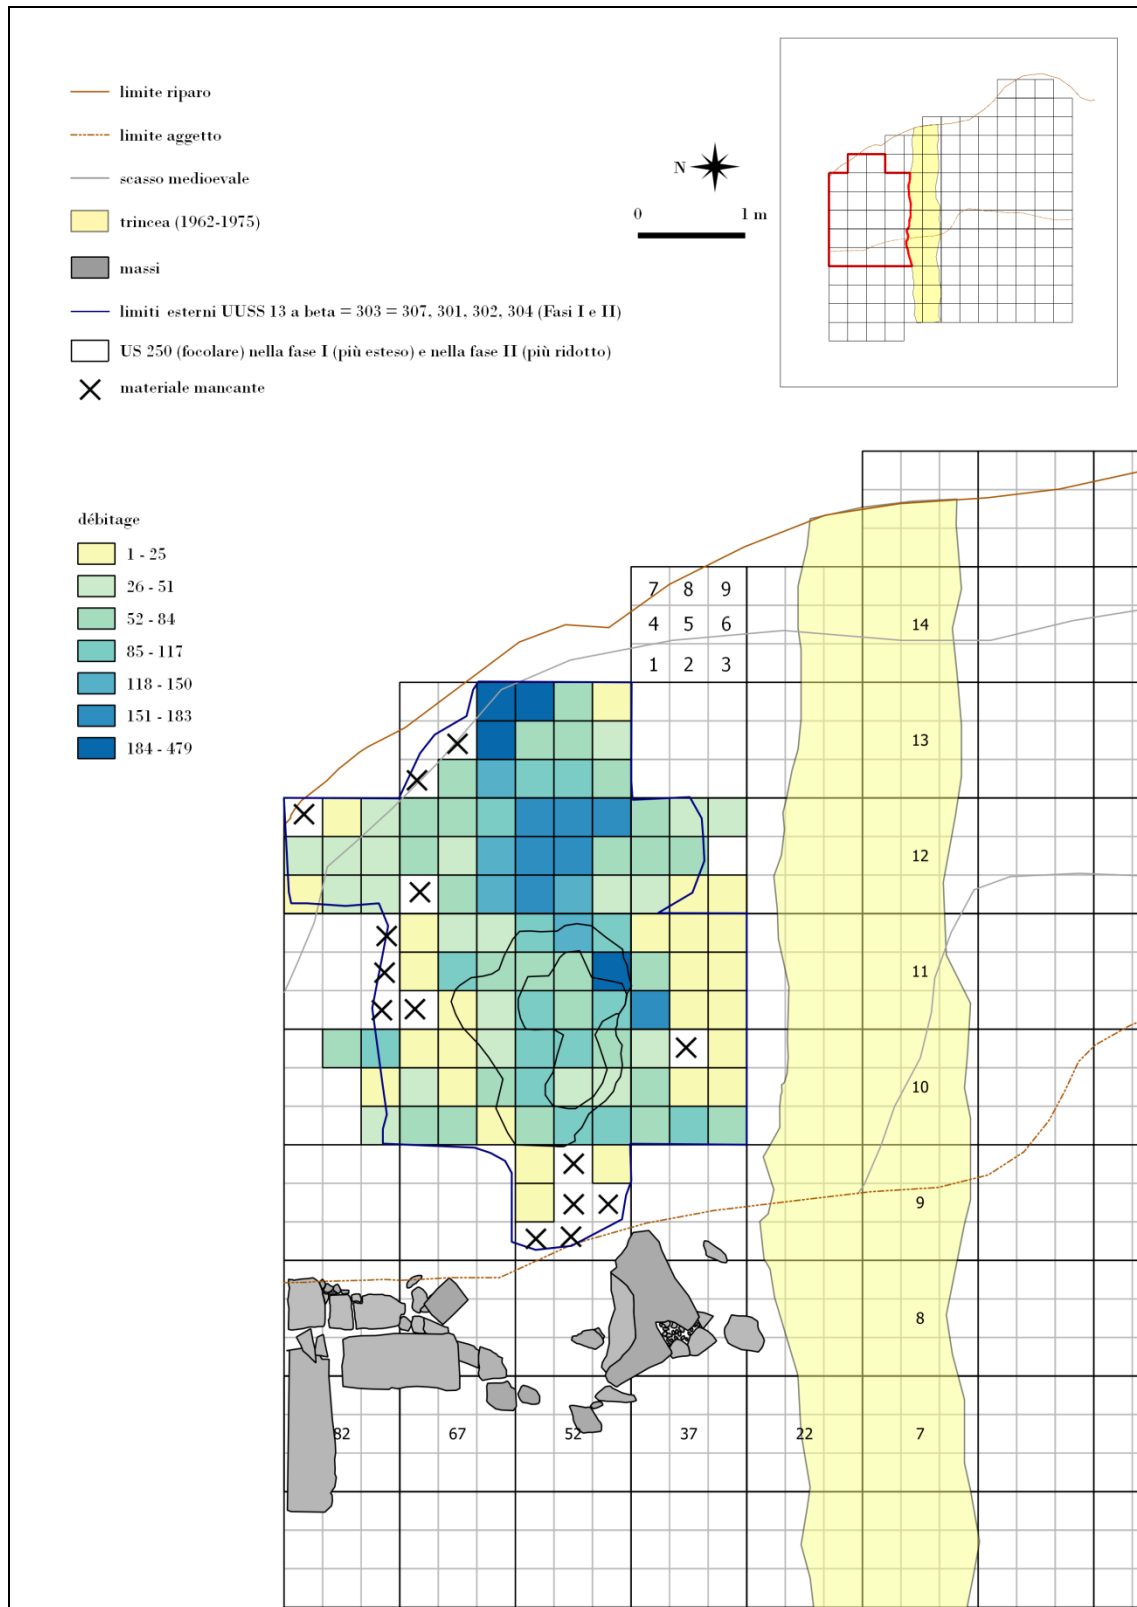 limite riparo
limite aggetto
scasso medioevale
trincea (1962-1975)
massi
limiti esterni UUSS 13 a beta = 303 = 307, 301, 302, 304 (Fasi I e II)
US 250 (focolare) nella fase I (più esteso) e nella fase II (più ridotto)
materiale mancante
N
0 1 m
débitage
1 - 25
26 - 51
52 - 84
85 - 117
118 - 150
151 - 183
184 - 479
7 8 9
4 5 6
14
1 2 3
13
12
11
10
9
8
82 67 52 37 22 7